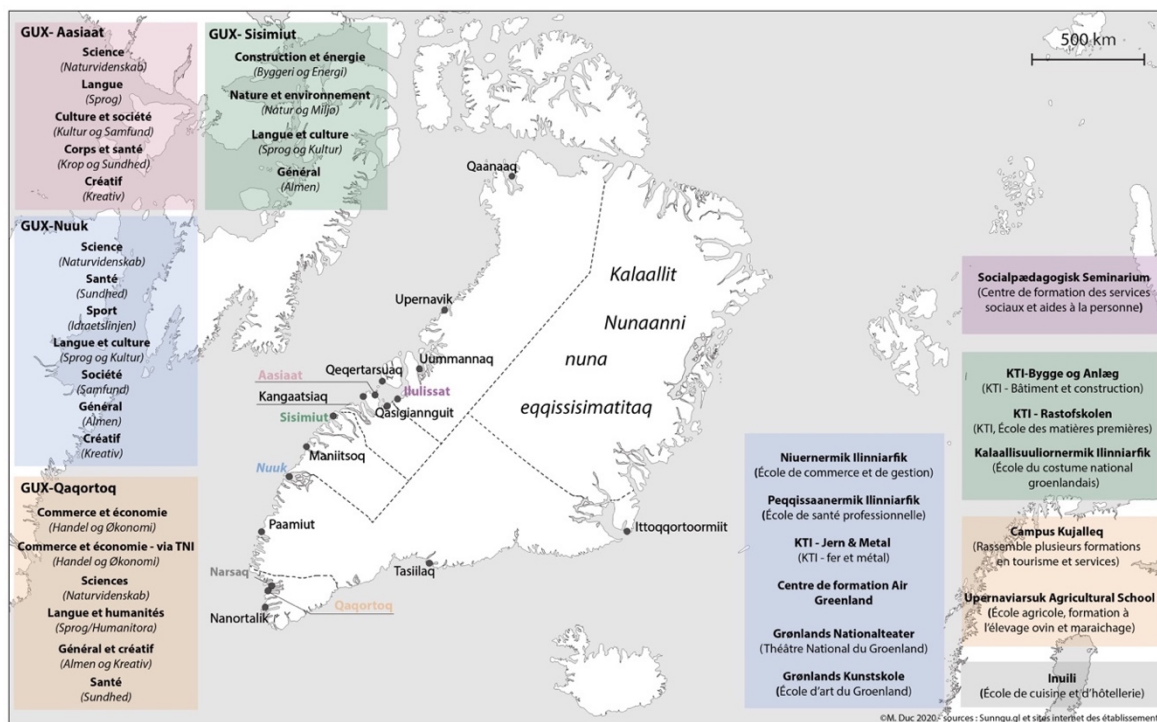 GUX- Aasiaat
Science
(Naturvidenskab)
Langue
(Sprog)
Culture et société
(Kultur og Samfund)
Corps et santé
(Krop og Sundhed)
Créatif
(Kreativ)
GUX- Sisimiut
Construction et énergie
(Byggeri og Energi)
Nature et environnement
(Natur og Miljø)
Langue et culture
(Sprog og Kultur)
Général
(Almen)
GUX-Nuuk
Science
(Naturvidenskab)
Santé
(Sundhed)
Sport
(Idraetslinjen)
Langue et culture
(Sprog og Kultur)
Société
(Samfund)
Général
(Almen)
Créatif
(Kreativ)
GUX-Qaqortoq
Commerce et économie
(Handel og Økonomi)
Commerce et économie - via TNI
(Handel og Økonomi)
Sciences
(Naturvidenskab)
Langue et humanités
(Sprog/Humanitora)
Général et créatif
(Almen og Kreativ)
Santé
(Sundhed)
500 km
Qaanaaq
Kalaallit
Nunaanni
nuna
eqqissisimatitaq
Upernavik
Uummannaq
Qeqertarsuaq
Aasiaat
Ilulissat
Kangaatsiaq
Qasigiannguit
Sisimiut
Maniitsoq
Nuuk
Paamiut
Ittoqqortoormiit
Tasiilaq
Narsaq
Qaqortoq
Nanortalik
Socialpædagogisk Seminarium
(Centre de formation des services
sociaux et aides à la personne)
KTI-Bygge og Anlæg
(KTI - Bâtiment et construction)
KTI - Rastofskolen
(KTI, École des matières premières)
Kalaallisuuliornermik Ilinniarfik
(École du costume national
groenlandais)
Niuernermik Ilinniarfik
(École de commerce et de gestion)
Peqqissaanermik Ilinniarfik
(École de santé professionnelle)
KTI - Jern & Metal
(KTI - fer et métal)
Centre de formation Air
Greenland
Grønlands Nationalteater
(Théâtre National du Groenland)
Grønlands Kunstskole
(École d'art du Groenland)
Campus Kujalleq
(Rassemble plusieurs formations
en tourisme et services)
Upernaviarsuk Agricultural School
(École agricole, formation à
l'élevage ovin et maraichage)
Inuili
(École de cuisine et d'hôtellerie)
©M. Duc 2020 - sources : Sunngu.gl et sites internet des établissement